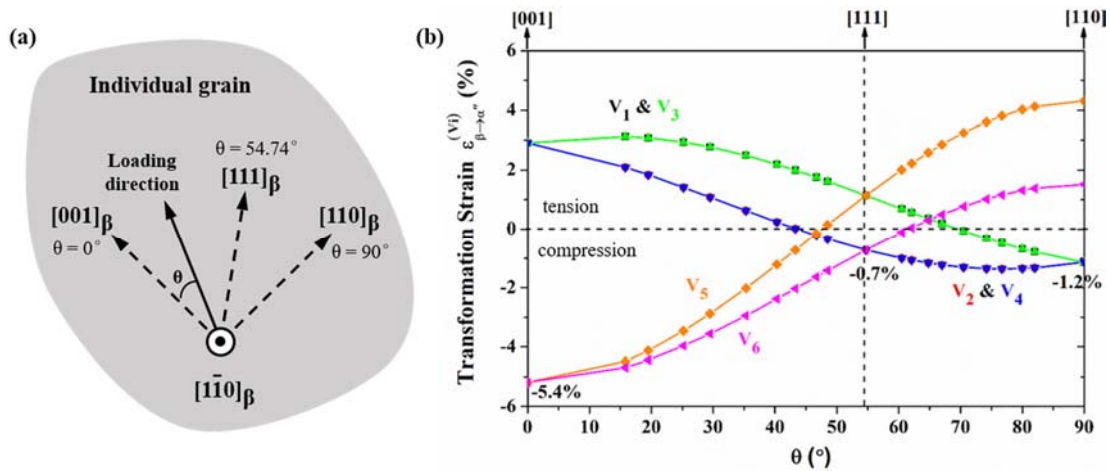 (a)
Individual grain
Loading
direction
θ = 54.74°
[111]β
[001]β
θ = 0°
[110]β
θ = 90°
θ
[11̄0]β
(b)
[001]
[111]
[110]
Transformation Strain ε^(Vi)_β→α" (%)
6
4
2
0
-2
-4
-6
V1 & V3
tension
compression
V5
V6
V2 & V4
-0.7%
-1.2%
-5.4%
0 10 20 30 40 50 60 70 80 90
θ (°)